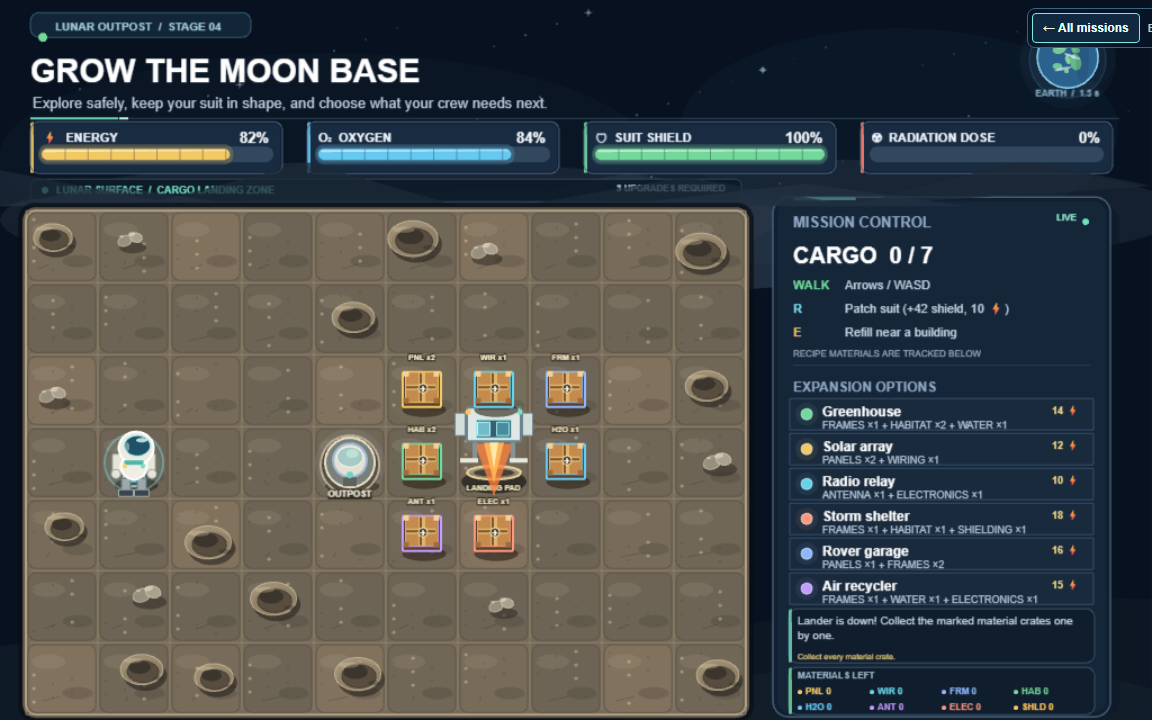 LUNAR OUTPOST / STAGE 04
← All missions
GROW THE MOON BASE
Explore safely, keep your suit in shape, and choose what your crew needs next.
EARTH / 1.3 s
ENERGY 82%
O₂ OXYGEN 84%
SUIT SHIELD 100%
RADIATION DOSE 0%
LUNAR SURFACE / CARGO LANDING ZONE
3 UPGRADES REQUIRED
PNL x2
WIR x1
FRM x1
HAB x2
H2O x1
OUTPOST
LANDING PAD
ANT x1
ELEC x1
MISSION CONTROL
LIVE
CARGO 0 / 7
WALK Arrows / WASD
R Patch suit (+42 shield, 10 ⚡ )
E Refill near a building
RECIPE MATERIALS ARE TRACKED BELOW
EXPANSION OPTIONS
Greenhouse 14 ⚡
FRAMES ×1 + HABITAT ×2 + WATER ×1
Solar array 12 ⚡
PANELS ×2 + WIRING ×1
Radio relay 10 ⚡
ANTENNA ×1 + ELECTRONICS ×1
Storm shelter 18 ⚡
FRAMES ×1 + HABITAT ×1 + SHIELDING ×1
Rover garage 16 ⚡
PANELS ×1 + FRAMES ×2
Air recycler 15 ⚡
FRAMES ×1 + WATER ×1 + ELECTRONICS ×1
Lander is down! Collect the marked material crates one
by one.
Collect every material crate.
MATERIALS LEFT
PNL 0 WIR 0 FRM 0 HAB 0
H2O 0 ANT 0 ELEC 0 SHLD 0